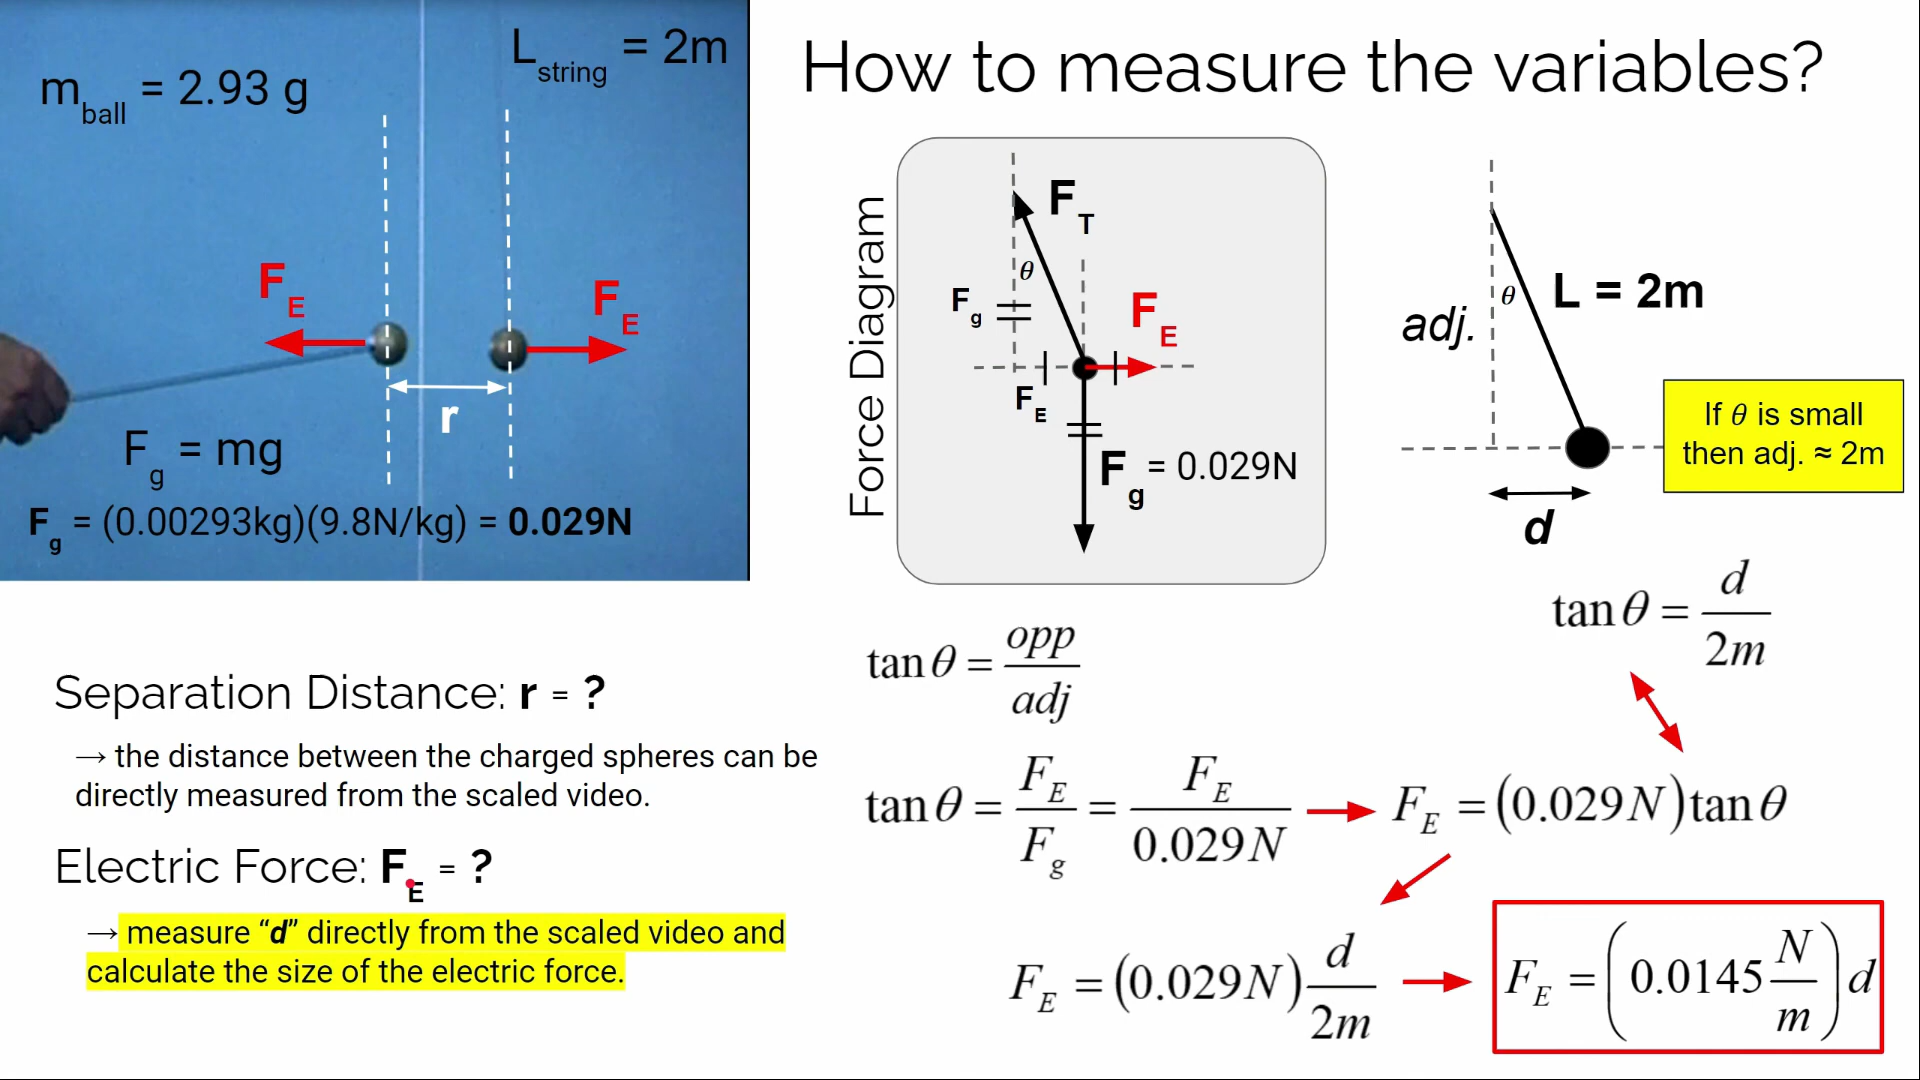 How to measure the variables?
m_ball = 2.93 g
L_string = 2m
F_E
F_E
r
F_g = mg
F_g = (0.00293kg)(9.8N/kg) = 0.029N
Separation Distance: r = ?
→ the distance between the charged spheres can be
directly measured from the scaled video.
Electric Force: F_E = ?
→ measure “d” directly from the scaled video and
calculate the size of the electric force.
Force Diagram
F_T
θ
F_g
F_E
F_E
F_g = 0.029N
θ
L = 2m
adj.
If θ is small
then adj. ≈ 2m
d
tan θ = d / 2m
tan θ = opp / adj
tan θ = F_E / F_g = F_E / 0.029N
F_E = (0.029N) tan θ
F_E = (0.029N) d / 2m
F_E = (0.0145 N / m) d